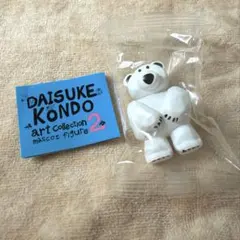 DAISUKE
KONDO
art collection
mascot figure 2